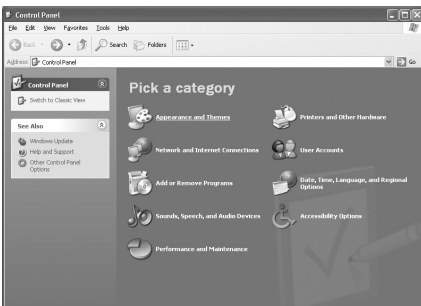 Control Panel
File Edit View Favorites Tools Help
Back Search Folders
Address Control Panel Go
Control Panel
Switch to Classic View
See Also
Windows Update
Help and Support
Other Control Panel
Options
Pick a category
Appearance and Themes
Printers and Other Hardware
Network and Internet Connections
User Accounts
Add or Remove Programs
Date, Time, Language, and Regional
Options
Sounds, Speech, and Audio Devices
Accessibility Options
Performance and Maintenance